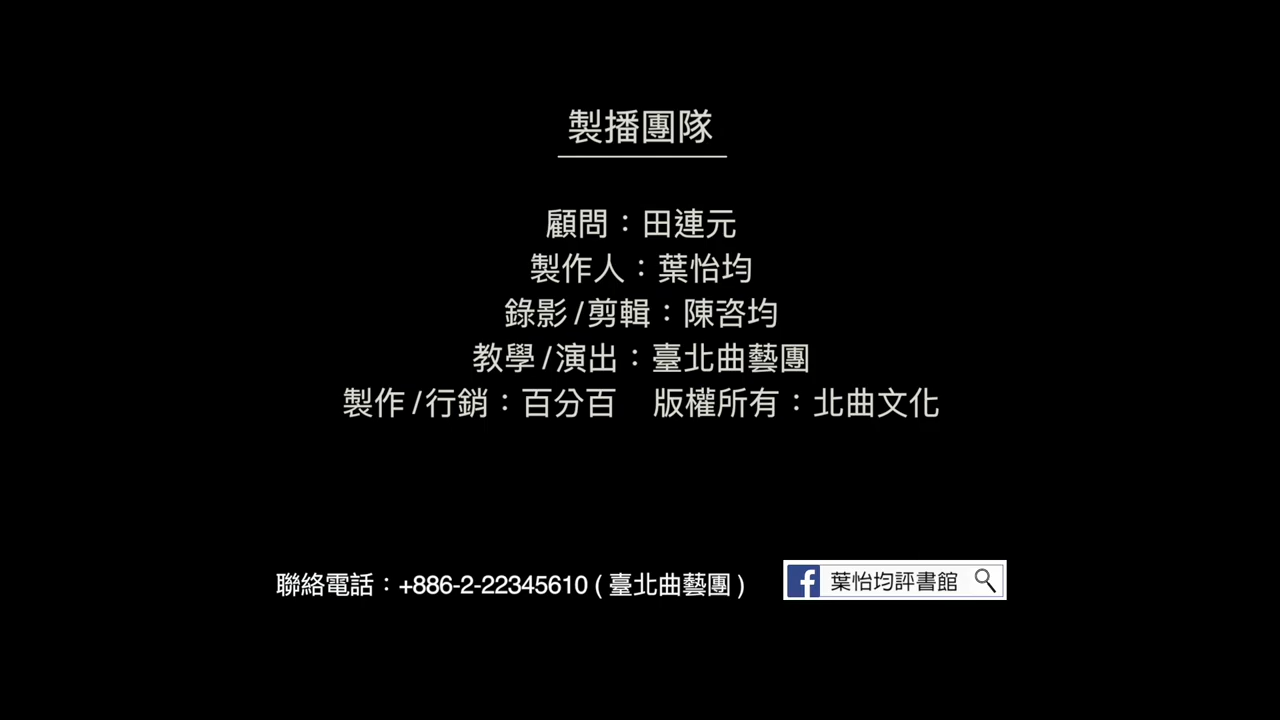 製播團隊
顧問：田連元
製作人：葉怡均
錄影/剪輯：陳咨均
教學/演出：臺北曲藝團
製作/行銷：百分百　版權所有：北曲文化
聯絡電話：+886-2-22345610 ( 臺北曲藝團 )　f 葉怡均評書館